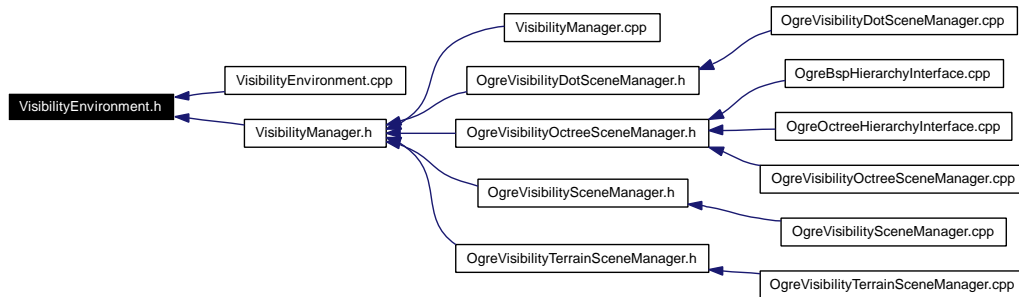 VisibilityEnvironment.h
VisibilityEnvironment.cpp
VisibilityManager.h
VisibilityManager.cpp
OgreVisibilityDotSceneManager.h
OgreVisibilityOctreeSceneManager.h
OgreVisibilitySceneManager.h
OgreVisibilityTerrainSceneManager.h
OgreVisibilityDotSceneManager.cpp
OgreBspHierarchyInterface.cpp
OgreOctreeHierarchyInterface.cpp
OgreVisibilityOctreeSceneManager.cpp
OgreVisibilitySceneManager.cpp
OgreVisibilityTerrainSceneManager.cpp